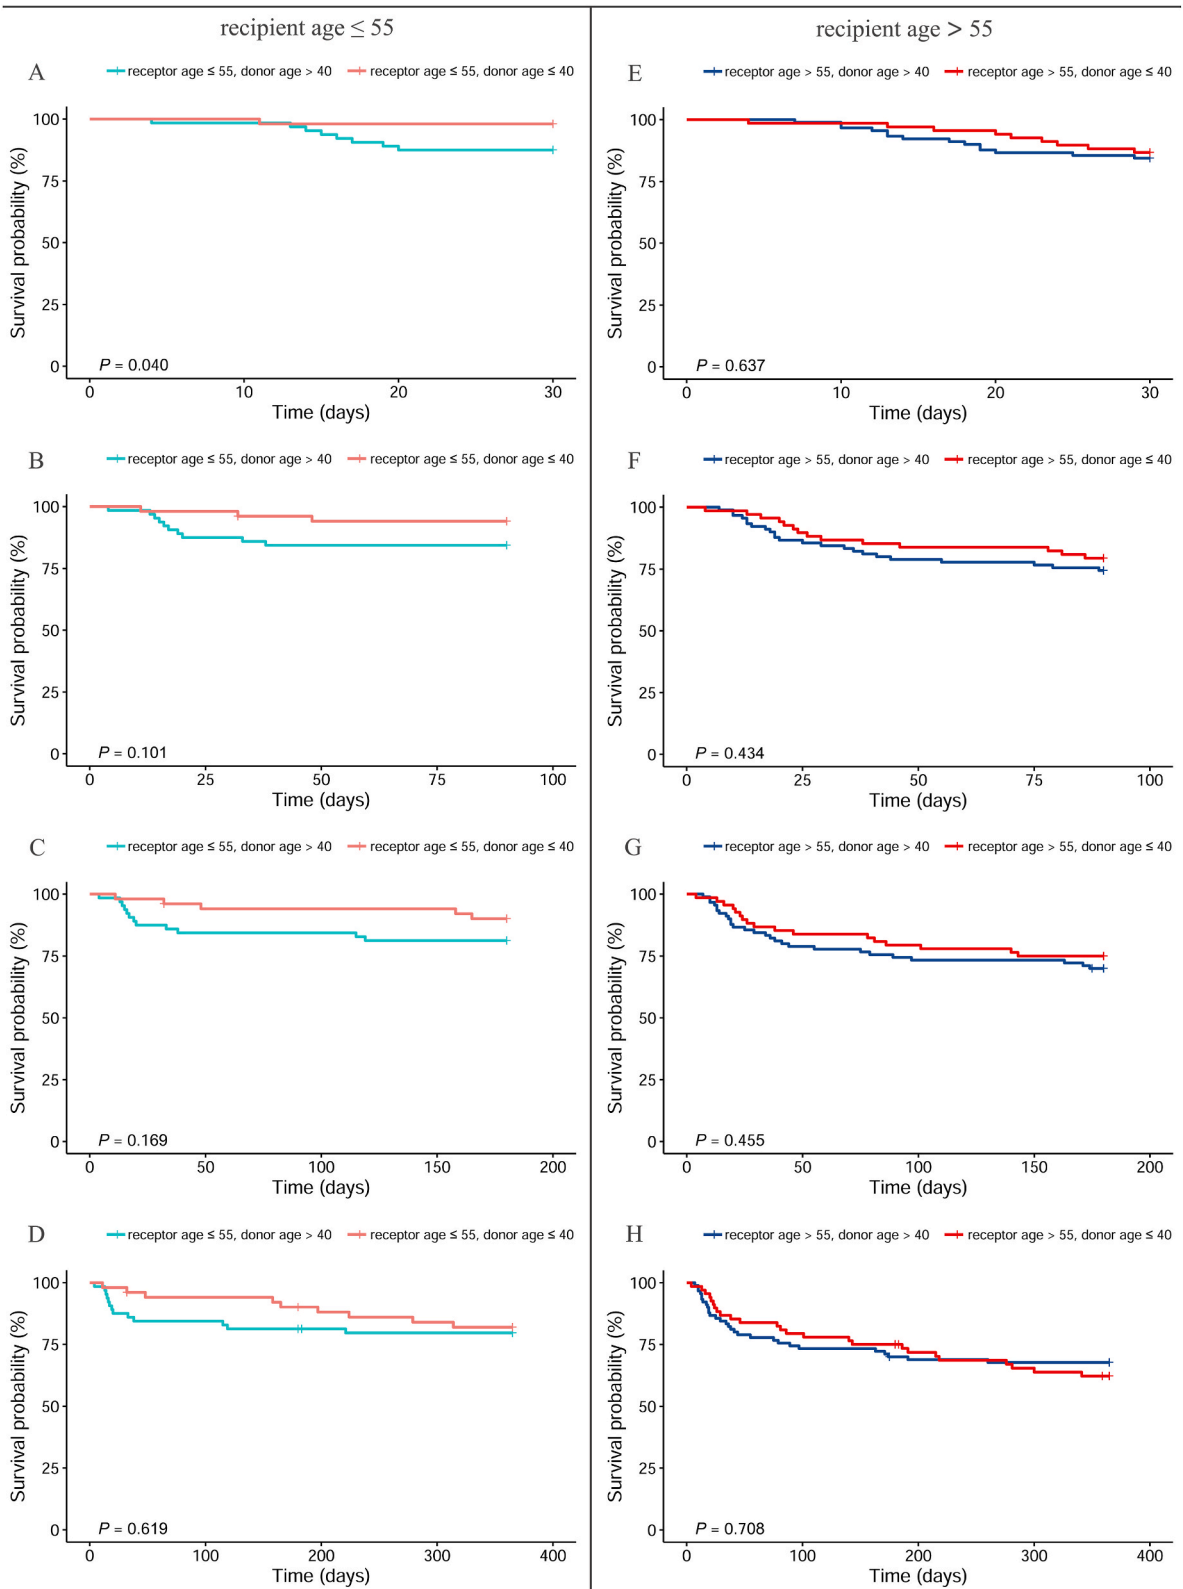 recipient age ≤ 55
A
receptor age ≤ 55, donor age > 40 receptor age ≤ 55, donor age ≤ 40
Survival probability (%)
100
75
50
25
0
P = 0.040
0 10 20 30
Time (days)
B
receptor age ≤ 55, donor age > 40 receptor age ≤ 55, donor age ≤ 40
Survival probability (%)
100
75
50
25
0
P = 0.101
0 25 50 75 100
Time (days)
C
receptor age ≤ 55, donor age > 40 receptor age ≤ 55, donor age ≤ 40
Survival probability (%)
100
75
50
25
0
P = 0.169
0 50 100 150 200
Time (days)
D
receptor age ≤ 55, donor age > 40 receptor age ≤ 55, donor age ≤ 40
Survival probability (%)
100
75
50
25
0
P = 0.619
0 100 200 300 400
Time (days)
recipient age > 55
E
receptor age > 55, donor age > 40 receptor age > 55, donor age ≤ 40
Survival probability (%)
100
75
50
25
0
P = 0.637
0 10 20 30
Time (days)
F
receptor age > 55, donor age > 40 receptor age > 55, donor age ≤ 40
Survival probability (%)
100
75
50
25
0
P = 0.434
0 25 50 75 100
Time (days)
G
receptor age > 55, donor age > 40 receptor age > 55, donor age ≤ 40
Survival probability (%)
100
75
50
25
0
P = 0.455
0 50 100 150 200
Time (days)
H
receptor age > 55, donor age > 40 receptor age > 55, donor age ≤ 40
Survival probability (%)
100
75
50
25
0
P = 0.708
0 100 200 300 400
Time (days)